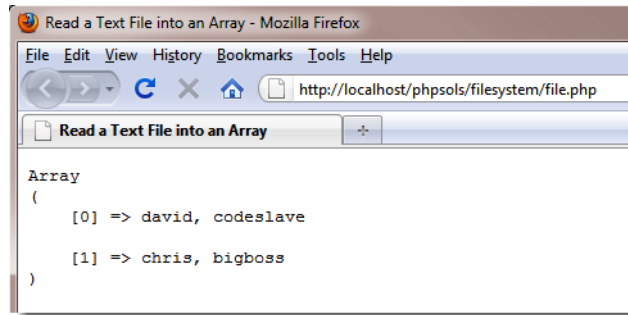 Read a Text File into an Array - Mozilla Firefox
File Edit View History Bookmarks Tools Help
http://localhost/phpsols/filesystem/file.php
Read a Text File into an Array
Array
(
[0] => david, codeslave
[1] => chris, bigboss
)